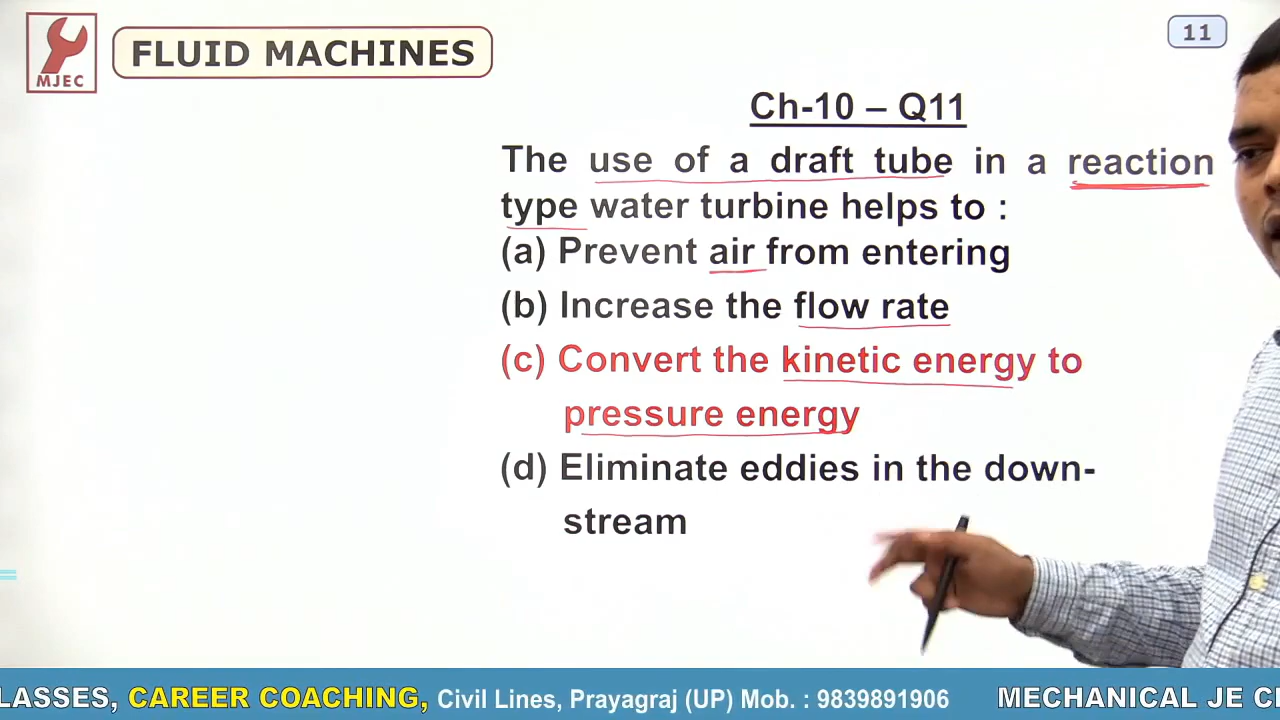 MJEC
FLUID MACHINES
11
Ch-10 – Q11
The use of a draft tube in a reaction
type water turbine helps to :
(a) Prevent air from entering
(b) Increase the flow rate
(c) Convert the kinetic energy to
pressure energy
(d) Eliminate eddies in the down-
stream
LASSES, CAREER COACHING, Civil Lines, Prayagraj (UP) Mob. : 9839891906 MECHANICAL JE C